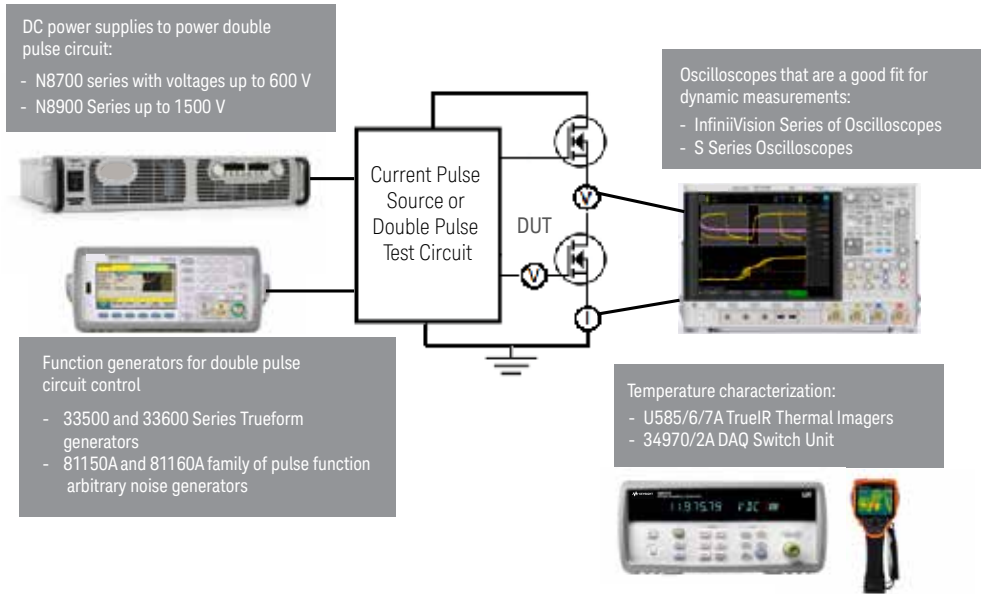 DC power supplies to power double
pulse circuit:
- N8700 series with voltages up to 600 V
- N8900 Series up to 1500 V
Oscilloscopes that are a good fit for
dynamic measurements:
- InfiniiVision Series of Oscilloscopes
- S Series Oscilloscopes
Current Pulse
Source or
Double Pulse
Test Circuit
DUT
V
V
I
Function generators for double pulse
circuit control
- 33500 and 33600 Series Trueform
generators
- 81150A and 81160A family of pulse function
arbitrary noise generators
Temperature characterization:
- U585/6/7A TrueIR Thermal Imagers
- 34970/2A DAQ Switch Unit
11.975.79 VDC